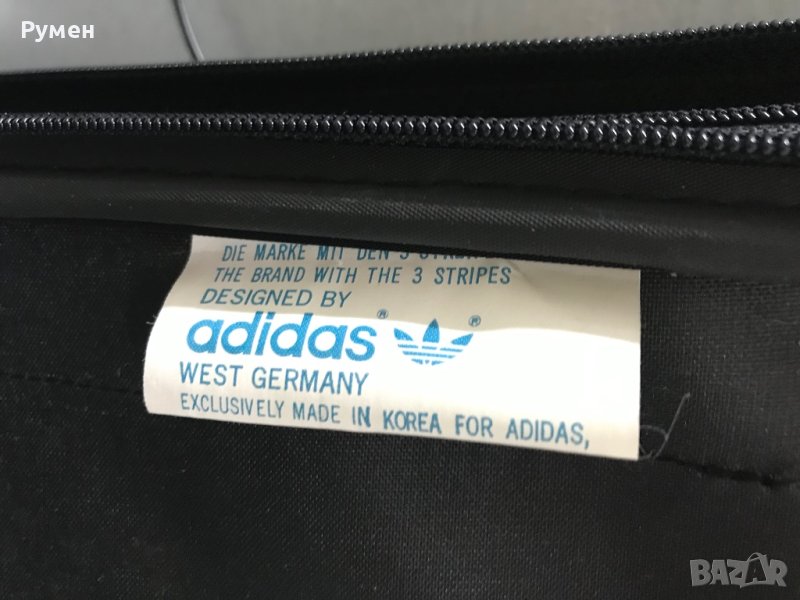 Румен
DIE MARKE MIT DEN 3
THE BRAND WITH THE 3 STRIPES
DESIGNED BY
adidas® ®
WEST GERMANY
EXCLUSIVELY MADE IN KOREA FOR ADIDAS,
BAZAR